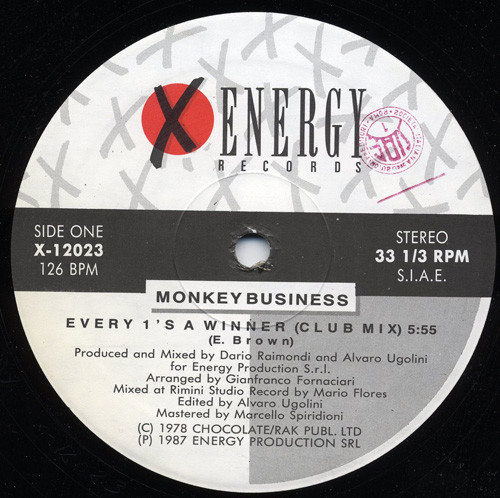 X ENERGY
RECORDS
SIDE ONE
X-12023
126 BPM
STEREO
33 1/3 RPM
S.I.A.E.
MONKEY BUSINESS
EVERY 1'S A WINNER (CLUB MIX) 5:55
(E. Brown)
Produced and Mixed by Dario Raimondi and Alvaro Ugolini
for Energy Production S.r.l.
Arranged by Gianfranco Fornaciari
Mixed at Rimini Studio Record by Mario Flores
Edited by Alvaro Ugolini
Mastered by Marcello Spiridioni
(C) 1978 CHOCOLATE/RAK PUBL. LTD
(P) 1987 ENERGY PRODUCTION SRL